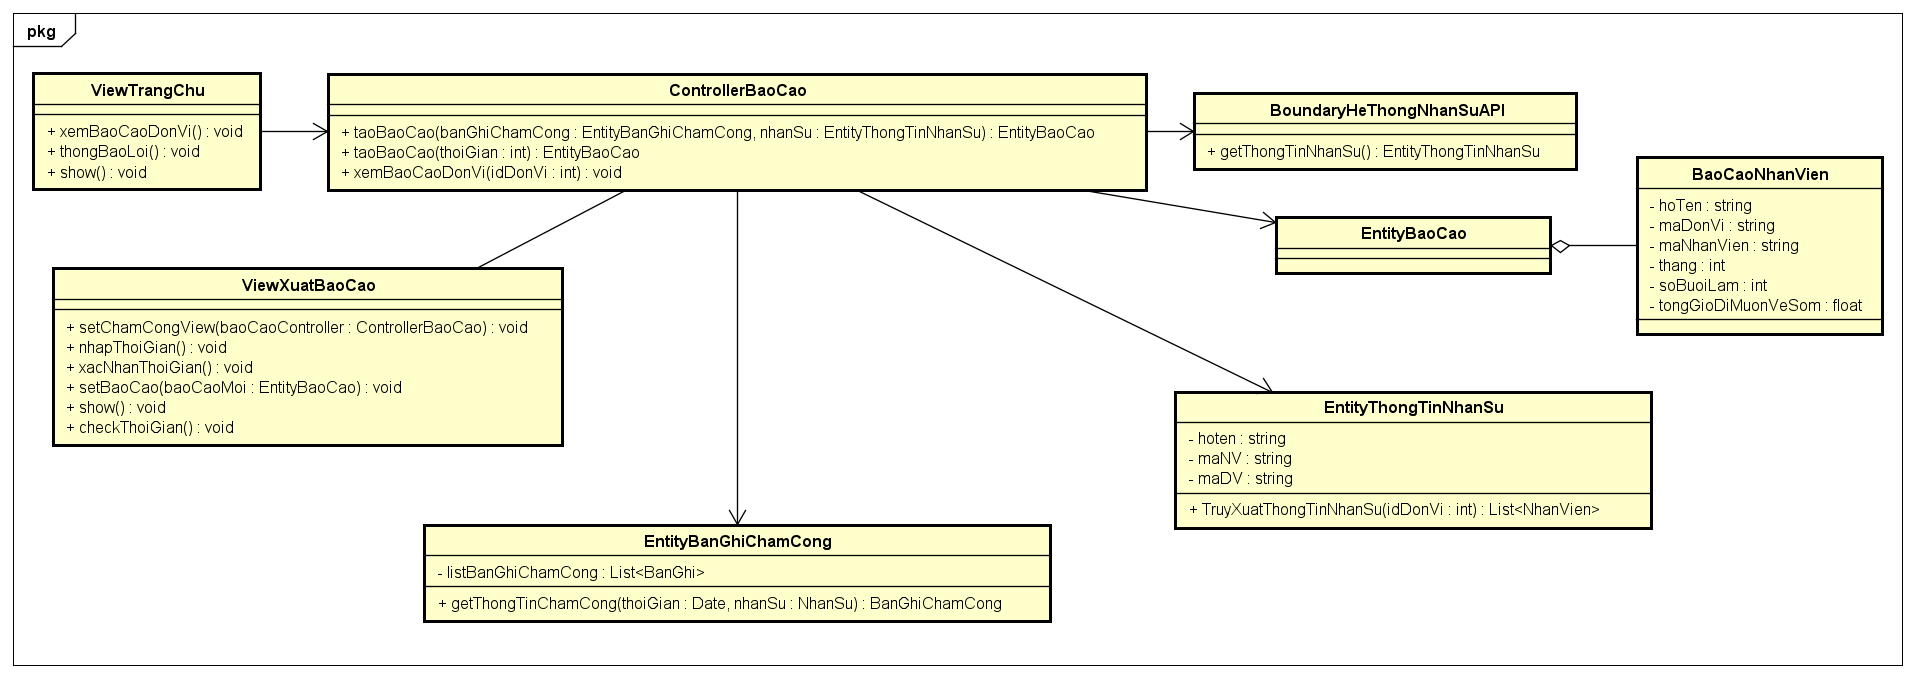 pkg
ViewTrangChu
+ xemBaoCaoDonVi() : void
+ thongBaoLoi() : void
+ show() : void
ControllerBaoCao
+ taoBaoCao(banGhiChamCong : EntityBanGhiChamCong, nhanSu : EntityThongTinNhanSu) : EntityBaoCao
+ taoBaoCao(thoiGian : int) : EntityBaoCao
+ xemBaoCaoDonVi(idDonVi : int) : void
BoundaryHeThongNhanSuAPI
+ getThongTinNhanSu() : EntityThongTinNhanSu
BaoCaoNhanVien
- hoTen : string
- maDonVi : string
- maNhanVien : string
- thang : int
- soBuoiLam : int
- tongGioDiMuonVeSom : float
EntityBaoCao
ViewXuatBaoCao
+ setChamCongView(baoCaoController : ControllerBaoCao) : void
+ nhapThoiGian() : void
+ xacNhanThoiGian() : void
+ setBaoCao(baoCaoMoi : EntityBaoCao) : void
+ show() : void
+ checkThoiGian() : void
EntityThongTinNhanSu
- hoten : string
- maNV : string
- maDV : string
+ TruyXuatThongTinNhanSu(idDonVi : int) : List<NhanVien>
EntityBanGhiChamCong
- listBanGhiChamCong : List<BanGhi>
+ getThongTinChamCong(thoiGian : Date, nhanSu : NhanSu) : BanGhiChamCong